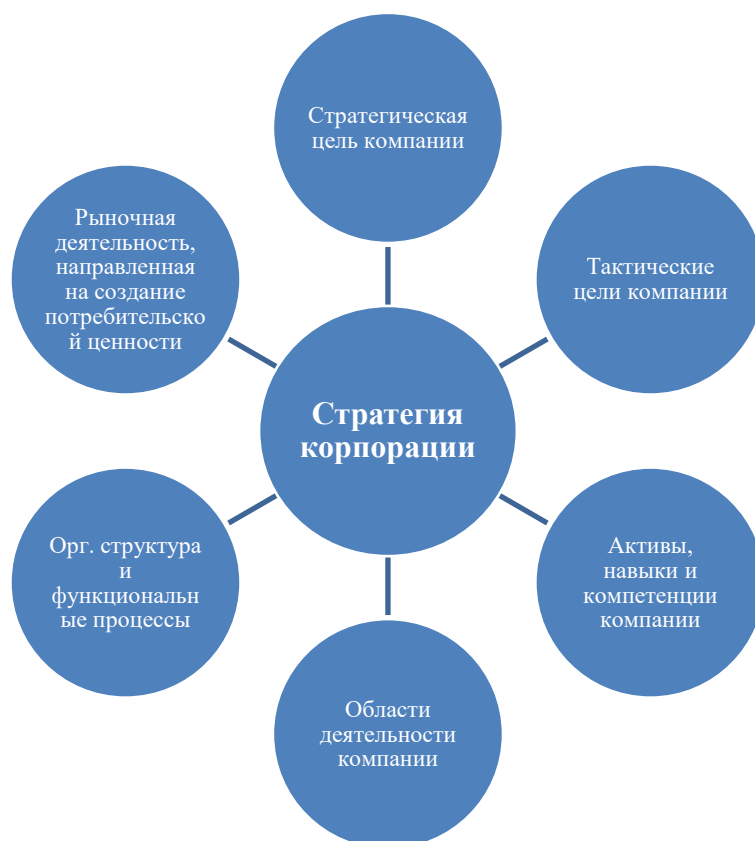 Стратегическая
цель компании
Тактические
цели компании
Активы,
навыки и
компетенции
компании
Области
деятельности
компании
Орг. структура
и
функциональн
ые процессы
Рыночная
деятельность,
направленная
на создание
потребительско
й ценности
Стратегия
корпорации